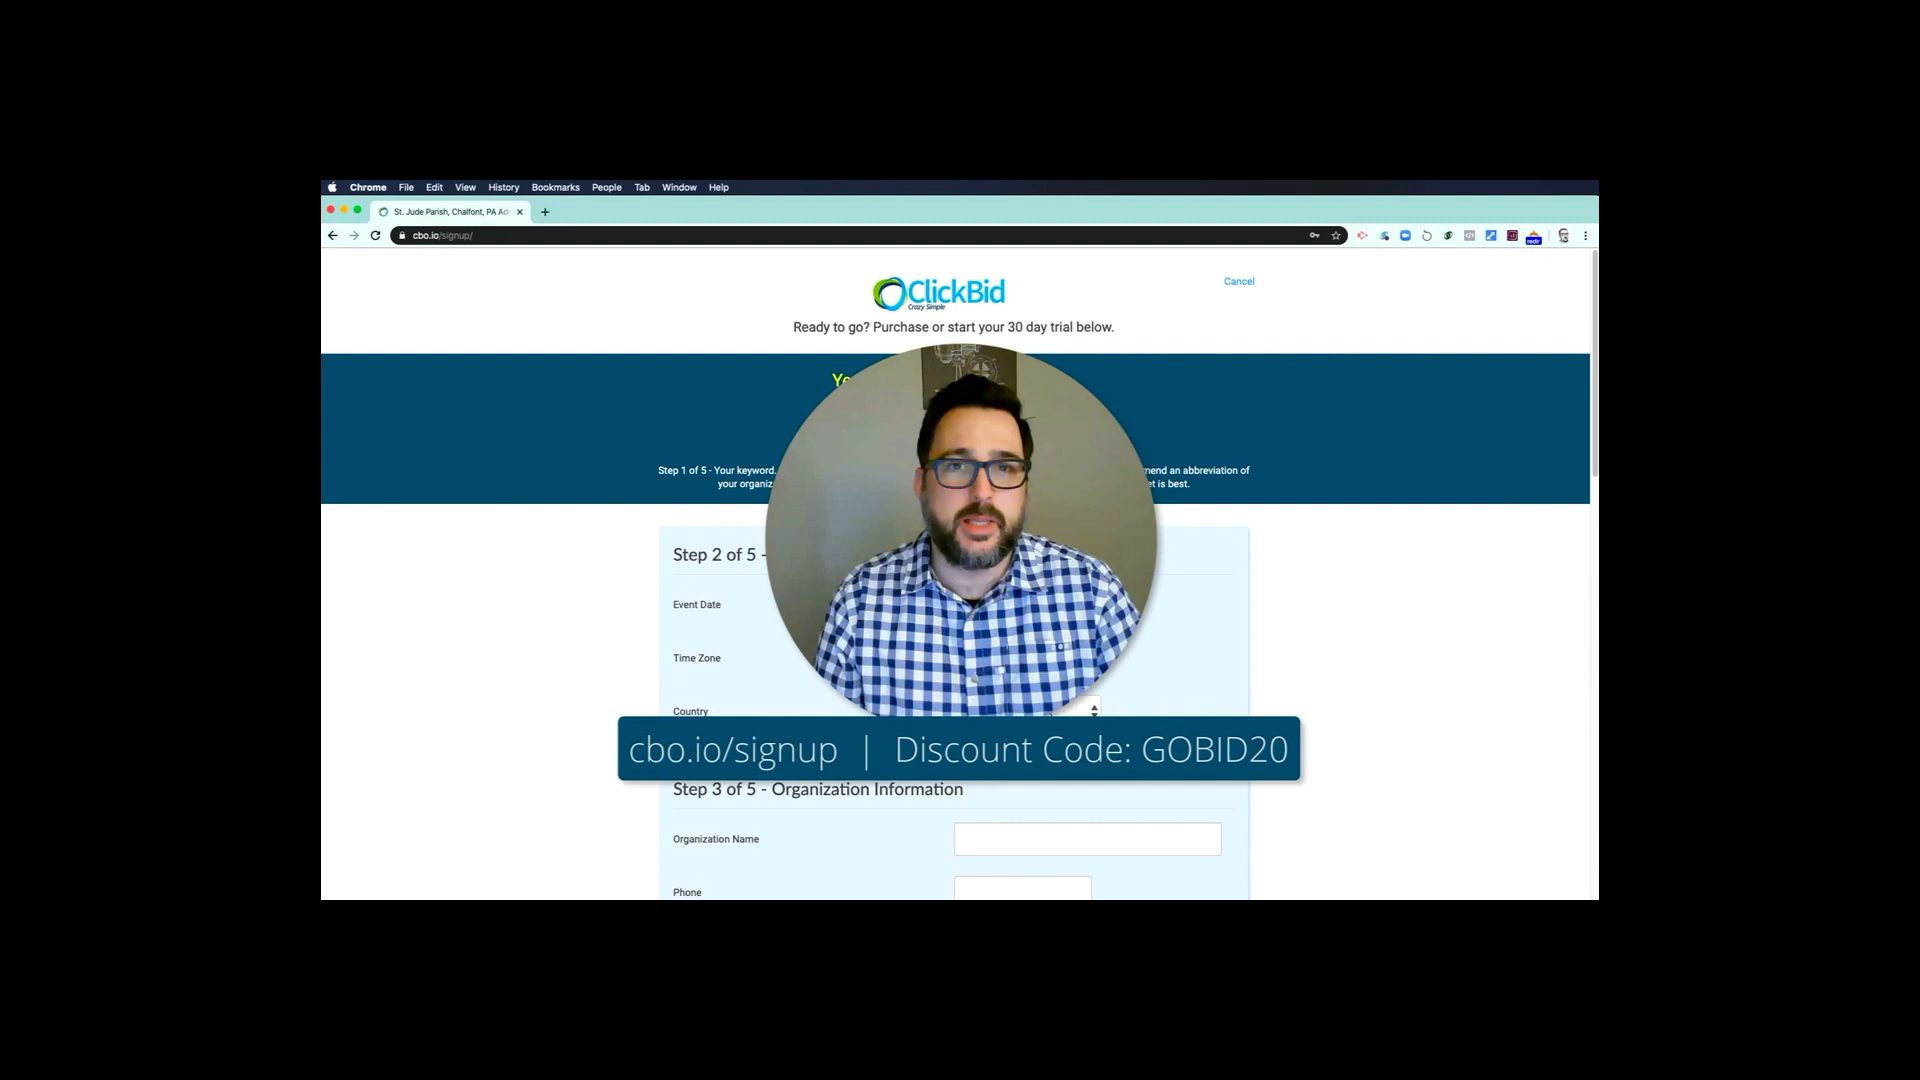 Chrome File Edit View History Bookmarks People Tab Window Help
St. Jude Parish, Chalfont, PA
cbo.io/signup/
redir
ClickBid
Crazy Simple
Cancel
Ready to go? Purchase or start your 30 day trial below.
Step 1 of 5 - Your keyword. an abbreviation of
your is best.
Step 2 of 5 -
Event Date
Time Zone
Country
cbo.io/signup | Discount Code: GOBID20
Step 3 of 5 - Organization Information
Organization Name
Phone